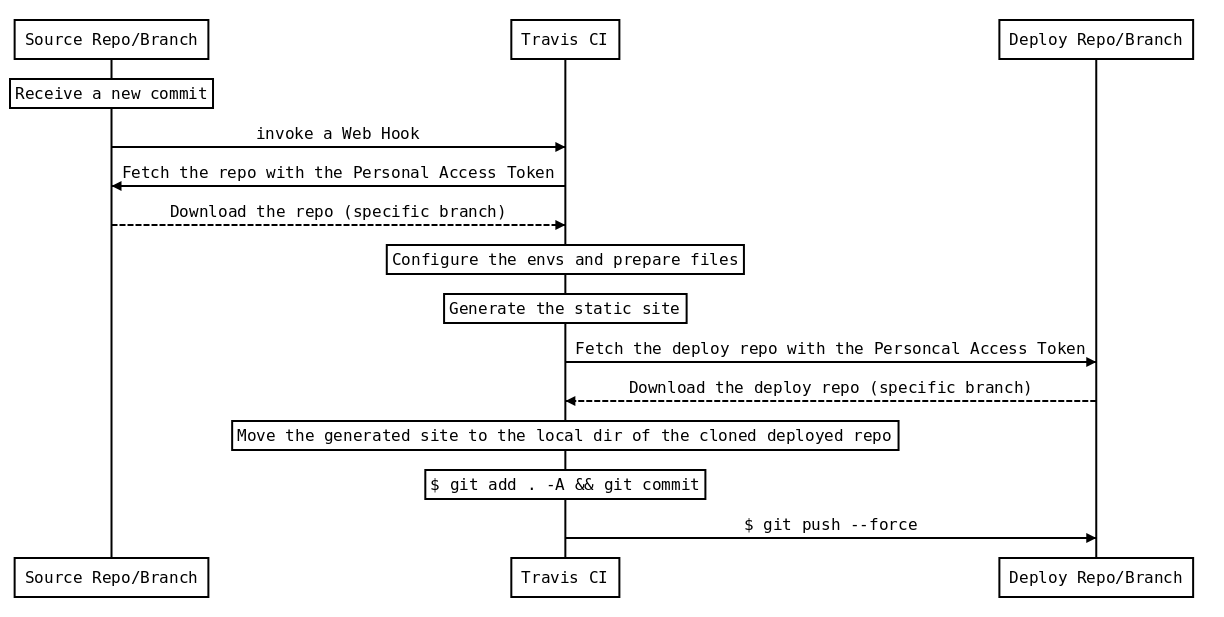 Source Repo/Branch
Travis CI
Deploy Repo/Branch
Receive a new commit
invoke a Web Hook
Fetch the repo with the Personal Access Token
Download the repo (specific branch)
Configure the envs and prepare files
Generate the static site
Fetch the deploy repo with the Personcal Access Token
Download the deploy repo (specific branch)
Move the generated site to the local dir of the cloned deployed repo
$ git add . -A && git commit
$ git push --force
Source Repo/Branch
Travis CI
Deploy Repo/Branch